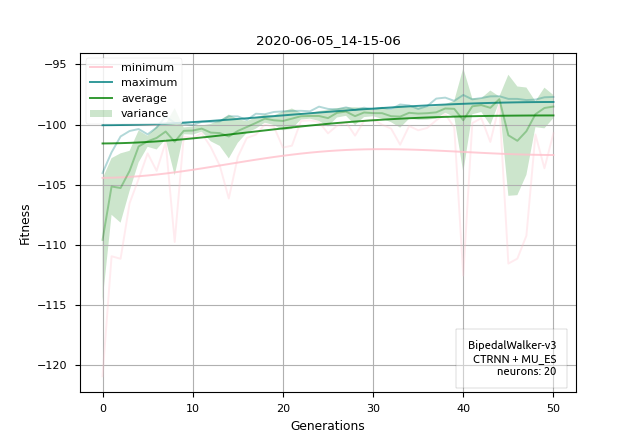 2020-06-05_14-15-06
minimum
maximum
average
variance
−95
−100
−105
−110
−115
−120
Fitness
BipedalWalker-v3
CTRNN + MU_ES
neurons: 20
0
10
20
30
40
50
Generations